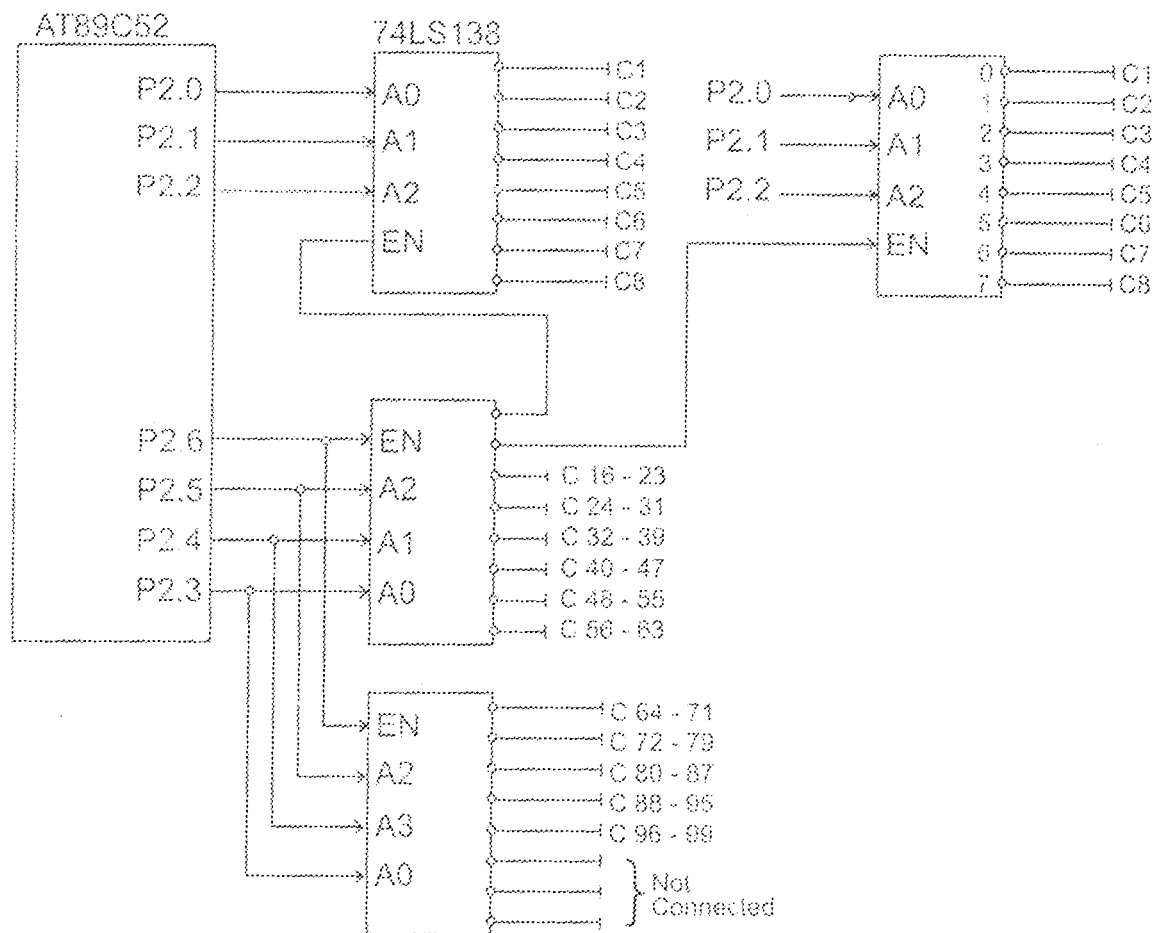 AT89C52
P2.0
P2.1
P2.2
P2.6
P2.5
P2.4
P2.3
74LS138
A0
A1
A2
EN
C1
C2
C3
C4
C5
C6
C7
C8
P2.0
P2.1
P2.2
A0
A1
A2
EN
0
1
2
3
4
5
6
7
C1
C2
C3
C4
C5
C6
C7
C8
EN
A2
A1
A0
C 16 - 23
C 24 - 31
C 32 - 39
C 40 - 47
C 48 - 55
C 56 - 63
EN
A2
A3
A0
C 64 - 71
C 72 - 79
C 80 - 87
C 88 - 95
C 96 - 99
Not
Connected